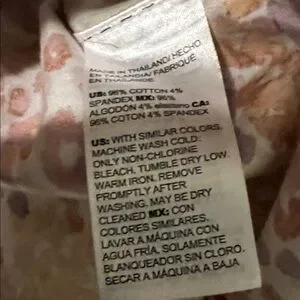 MADE IN THAILAND/ HECHO
EN TAILANDIA/ FABRIQUÉ
EN THAILANDE
US: 96% COTTON 4%
SPANDEX MX: 96%
ALGODON 4% elastano CA:
96% COTON 4% SPANDEX
US: WITH SIMILAR COLORS.
MACHINE WASH COLD.
ONLY NON-CHLORINE
BLEACH. TUMBLE DRY LOW.
WARM IRON. REMOVE
PROMPTLY AFTER
WASHING. MAY BE DRY
CLEANED MX: CON
COLORES SIMILARES.
LAVAR A MÁQUINA CON
AGUA FRÍA. SOLAMENTE
BLANQUEADOR SIN CLORO.
SECAR A MÁQUINA A BAJA